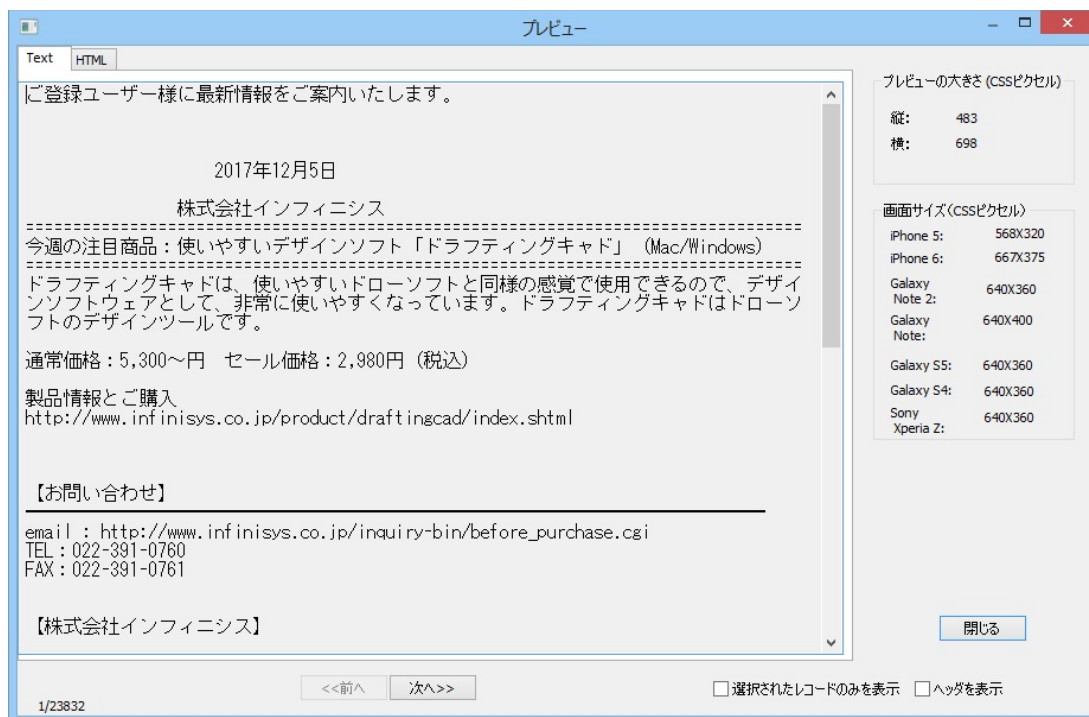 プレビュー
Text HTML
ご登録ユーザー様に最新情報をご案内いたします。
2017年12月5日
株式会社インフィニシス
今週の注目商品：使いやすいデザインソフト「ドラフティングキャド」 (Mac/Windows)
ドラフティングキャドは、使いやすいドローソフトと同様の感覚で使用できるので、デザイ
ンソフトウェアとして、非常に使いやすくなっています。ドラフティングキャドはドローソ
フトのデザインツールです。
通常価格：5,300～円　セール価格：2,980円 (税込)
製品情報とご購入
http://www.infinisys.co.jp/product/draftingcad/index.shtml
【お問い合わせ】
email : http://www.infinisys.co.jp/inquiry-bin/before_purchase.cgi
TEL：022-391-0760
FAX：022-391-0761
【株式会社インフィニシス】
プレビューの大きさ (CSSピクセル)
縦: 483
横: 698
画面サイズ(CSSピクセル)
iPhone 5: 568X320
iPhone 6: 667X375
Galaxy
Note 2: 640X360
Galaxy
Note: 640X400
Galaxy S5: 640X360
Galaxy S4: 640X360
Sony
Xperia Z: 640X360
閉じる
<<前へ 次へ>>
選択されたレコードのみを表示 ヘッダを表示
1/23832